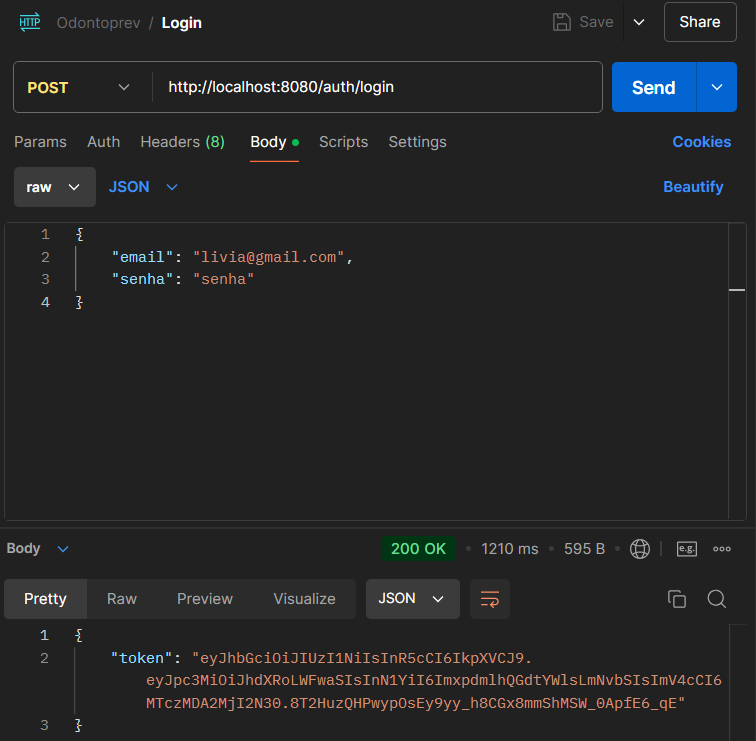 HTTP Odontoprev / Login Save Share
POST http://localhost:8080/auth/login Send
Params Auth Headers (8) Body Scripts Settings Cookies
raw JSON Beautify
1 {
2 "email": "livia@gmail.com",
3 "senha": "senha"
4 }
Body 200 OK 1210 ms 595 B e.g.
Pretty Raw Preview Visualize JSON
1 {
2 "token": "eyJhbGciOiJIUzI1NiIsInR5cCI6IkpXVCJ9.
eyJpc3MiOiJhdXRoLWFwaSIsInN1YiI6ImxpdmlhQGdtYWlsLmNvbSIsImV4cCI6
MTczMDA2MjI2N30.8T2HuzQHPwypOsEy9yy_h8CGx8mmShMSW_0ApfE6_qE"
3 }